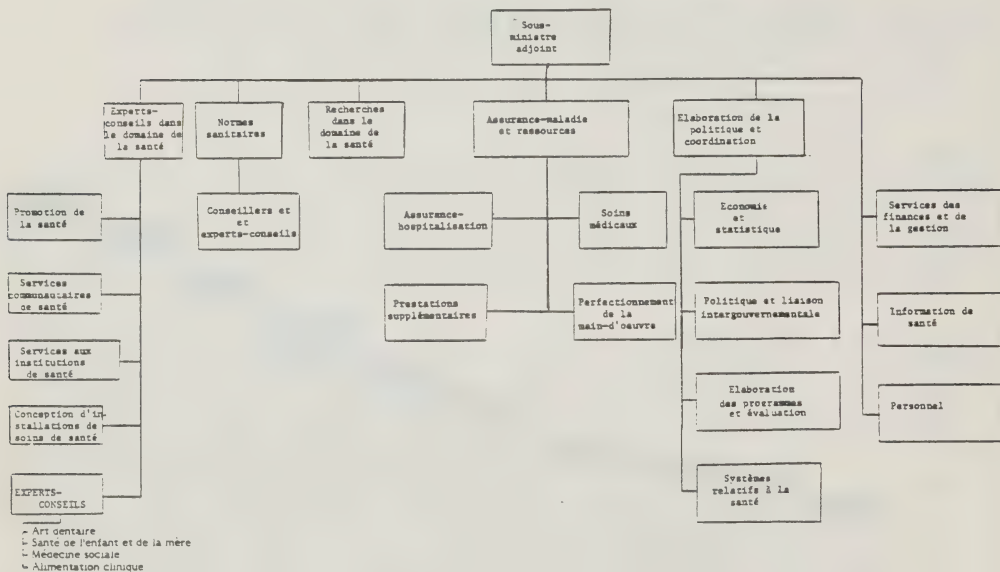 Sous-
ministre
adjoint
Experts-
conseils dans
le domaine de
la santé
Normes
sanitaires
Recherches
dans le
domaine de
la santé
Assurance-maladie
et ressources
Elaboration de la
politique et
coordination
Promotion de
la santé
Services
communautaires
de santé
Services aux
institutions
de santé
Conception d'in-
stallations de
soins de santé
EXPERTS-
CONSEILS
- Art dentaire
- Santé de l'enfant et de la mère
- Médecine sociale
- Alimentation clinique
Conseillers et
et
experts-conseils
Assurance-
hospitalisation
Soins
médicaux
Prestations
supplémentaires
Perfectionnement
de la
main-d'oeuvre
Economie
et
statistique
Politique et liaison
intergouvernementale
Elaboration
des programmes
et évaluation
Systèmes
relatifs à la
santé
Services des
finances et de
la gestion
Information de
santé
Personnel